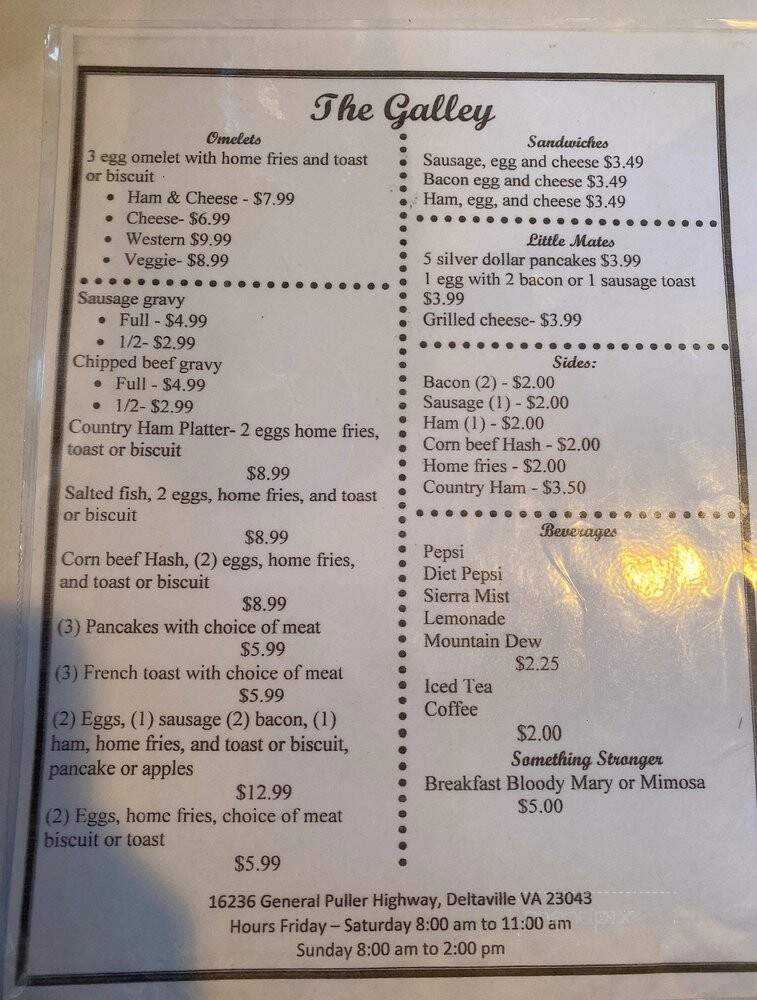 The Galley
Omelets
3 egg omelet with home fries and toast
or biscuit
• Ham & Cheese - $7.99
• Cheese- $6.99
• Western $9.99
• Veggie- $8.99
Sausage gravy
• Full - $4.99
• 1/2- $2.99
Chipped beef gravy
• Full - $4.99
• 1/2- $2.99
Country Ham Platter- 2 eggs home fries,
toast or biscuit
$8.99
Salted fish, 2 eggs, home fries, and toast
or biscuit
$8.99
Corn beef Hash, (2) eggs, home fries,
and toast or biscuit
$8.99
(3) Pancakes with choice of meat
$5.99
(3) French toast with choice of meat
$5.99
(2) Eggs, (1) sausage (2) bacon, (1)
ham, home fries, and toast or biscuit,
pancake or apples
$12.99
(2) Eggs, home fries, choice of meat
biscuit or toast
$5.99
Sandwiches
Sausage, egg and cheese $3.49
Bacon egg and cheese $3.49
Ham, egg, and cheese $3.49
Little Mates
5 silver dollar pancakes $3.99
1 egg with 2 bacon or 1 sausage toast
$3.99
Grilled cheese- $3.99
Sides:
Bacon (2) - $2.00
Sausage (1) - $2.00
Ham (1) - $2.00
Corn beef Hash - $2.00
Home fries - $2.00
Country Ham - $3.50
Beverages
Pepsi
Diet Pepsi
Sierra Mist
Lemonade
Mountain Dew
$2.25
Iced Tea
Coffee
$2.00
Something Stronger
Breakfast Bloody Mary or Mimosa
$5.00
16236 General Puller Highway, Deltaville VA 23043
Hours Friday – Saturday 8:00 am to 11:00 am
Sunday 8:00 am to 2:00 pm